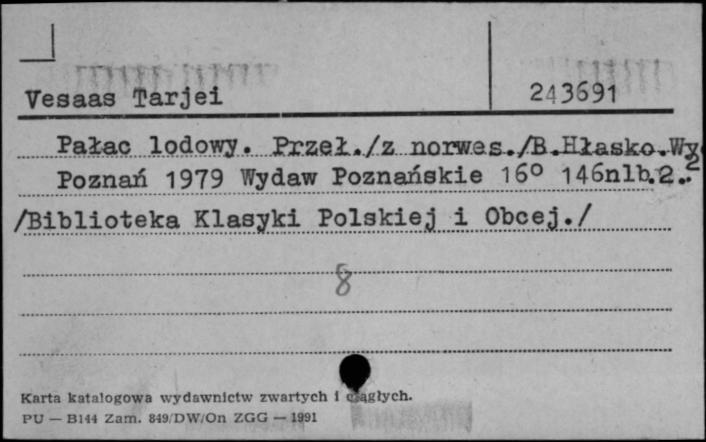 Vesaas Tarjei 243691
Pałac lodowy. Przeł./z norwes./B.Hłasko.Wy
2
Poznań 1979 Wydaw Poznańskie 16° 146nlb.2.
/Biblioteka Klasyki Polskiej i Obcej./
8
Karta katalogowa wydawnictw zwartych i ciągłych.
PU — B144 Zam. 849/DW/On ZGG — 1991